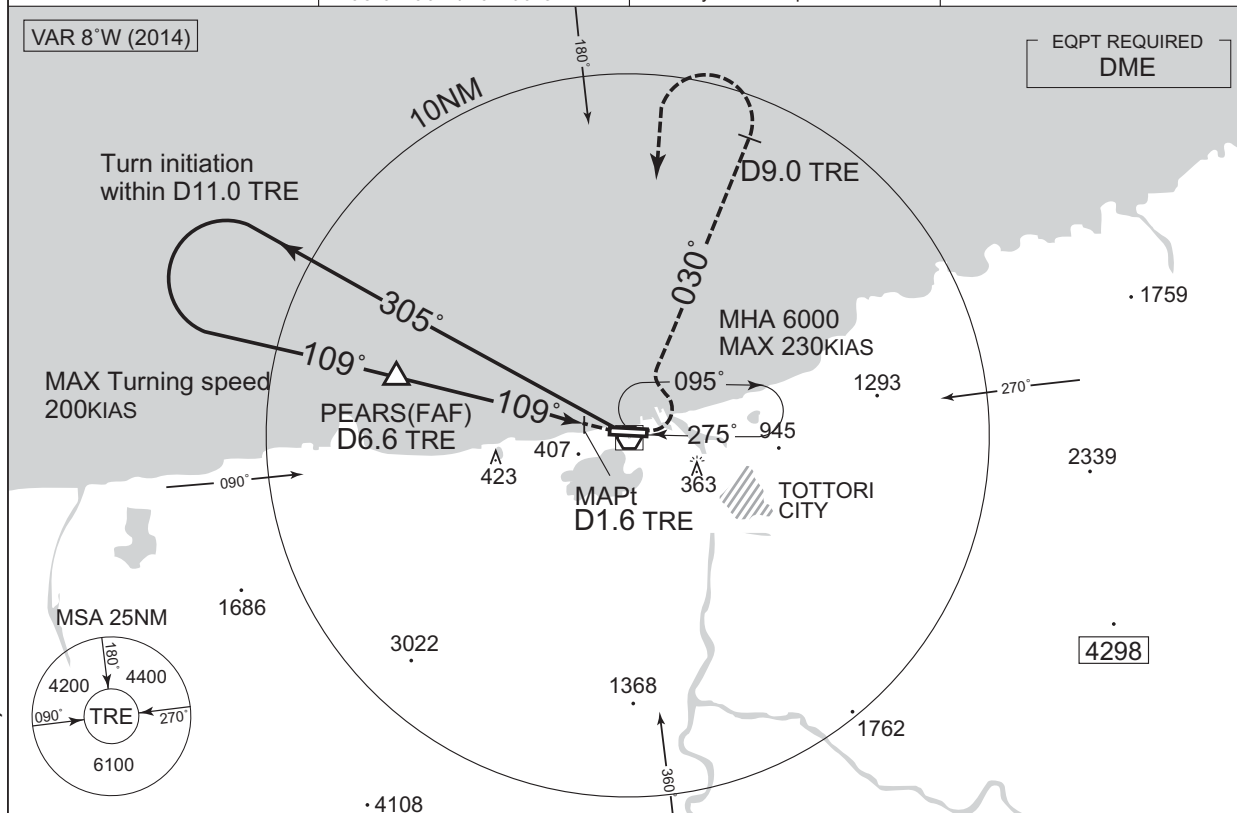 VAR 8°W (2014)
180°
EQPT REQUIRED
DME
10NM
Turn initiation
within D11.0 TRE
D9.0 TRE
030°
305°
1759
MHA 6000
MAX 230KIAS
109°
MAX Turning speed
200KIAS
095°
1293
270°
PEARS(FAF)
D6.6 TRE
109°
275°
945
407
423
363
2339
090°
MAPt
D1.6 TRE
TOTTORI
CITY
1686
MSA 25NM
180°
4200
4400
090°
TRE
270°
6100
3022
1368
4298
1762
360°
4108